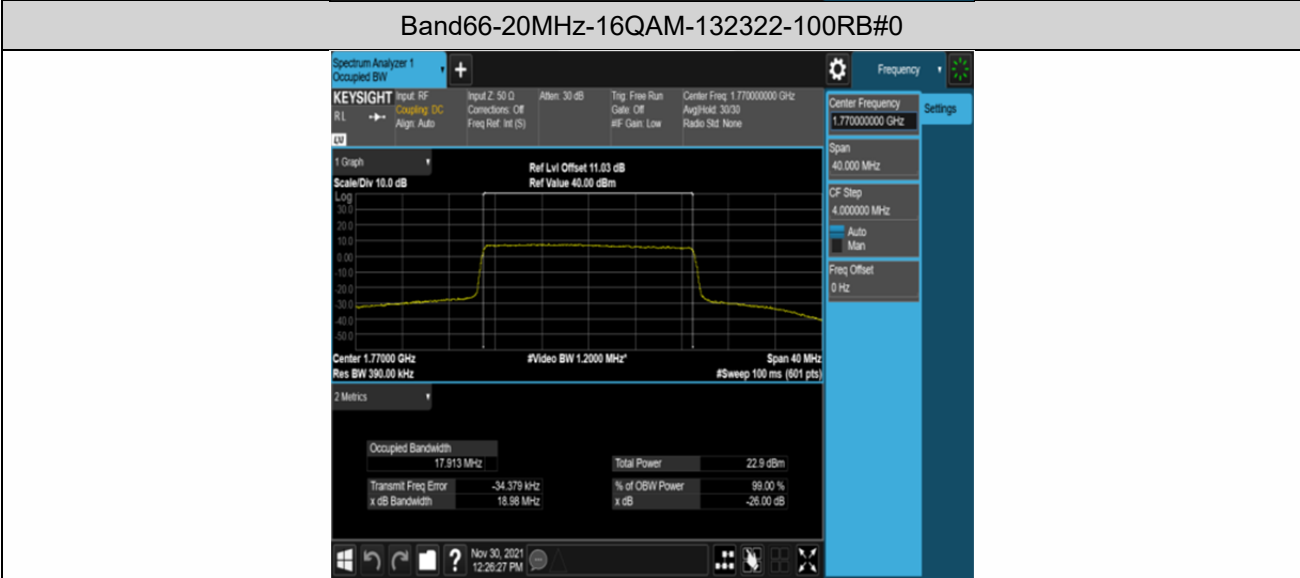 Band66-20MHz-16QAM-132322-100RB#0
Spectrum Analyzer 1
Occupied BW
+
Frequency
KEYSIGHT
Input: RF
Input Z: 50 Ω
Atten: 30 dB
Trig: Free Run
Center Freq: 1.770000000 GHz
RL
Coupling: DC
Corrections: Off
Gate: Off
Avg|Hold: 30/30
Align: Auto
Freq Ref: Int (S)
#IF Gain: Low
Radio Std: None
Center Frequency
1.770000000 GHz
Settings
Span
40.000 MHz
CF Step
4.000000 MHz
Auto
Man
Freq Offset
0 Hz
1 Graph
Ref Lvl Offset 11.03 dB
Scale/Div 10.0 dB
Ref Value 40.00 dBm
Log
30.0
20.0
10.0
0.00
-10.0
-20.0
-30.0
-40.0
-50.0
Center 1.77000 GHz
#Video BW 1.2000 MHz*
Span 40 MHz
Res BW 390.00 kHz
#Sweep 100 ms (601 pts)
2 Metrics
Occupied Bandwidth
17.913 MHz
Total Power
22.9 dBm
Transmit Freq Error
-34.379 kHz
% of OBW Power
99.00 %
x dB Bandwidth
18.98 MHz
x dB
-26.00 dB
?
Nov 30, 2021
12:26:27 PM